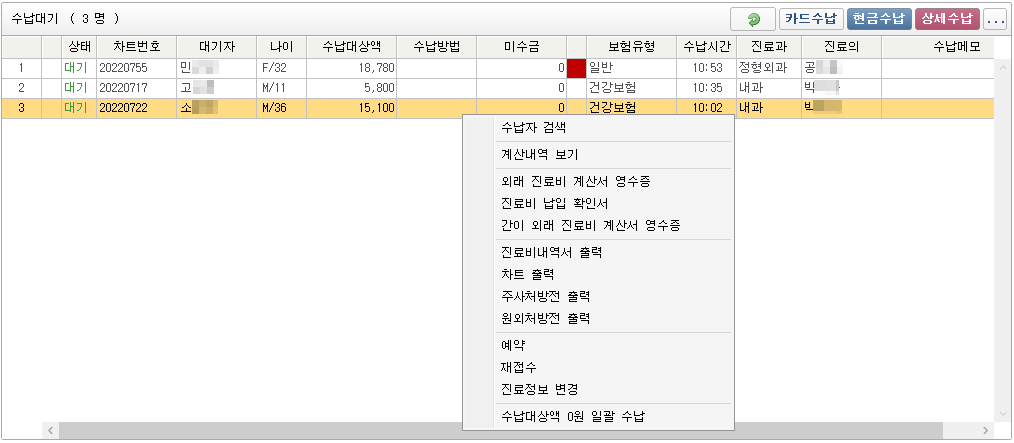 수납대기 ( 3 명 ) 카드수납 현금수납 상세수납 ...
상태 차트번호 대기자 나이 수납대상액 수납방법 미수금 보험유형 수납시간 진료과 진료의 수납메모
1 대기 20220755 민 F/32 18,780 0 일반 10:53 정형외과 공
2 대기 20220717 고 M/11 5,800 0 건강보험 10:35 내과 박
3 대기 20220722 소 M/36 15,100 0 건강보험 10:02 내과 박
수납자 검색
계산내역 보기
외래 진료비 계산서 영수증
진료비 납입 확인서
간이 외래 진료비 계산서 영수증
진료비내역서 출력
차트 출력
주사처방전 출력
원외처방전 출력
예약
재접수
진료정보 변경
수납대상액 0원 일괄 수납